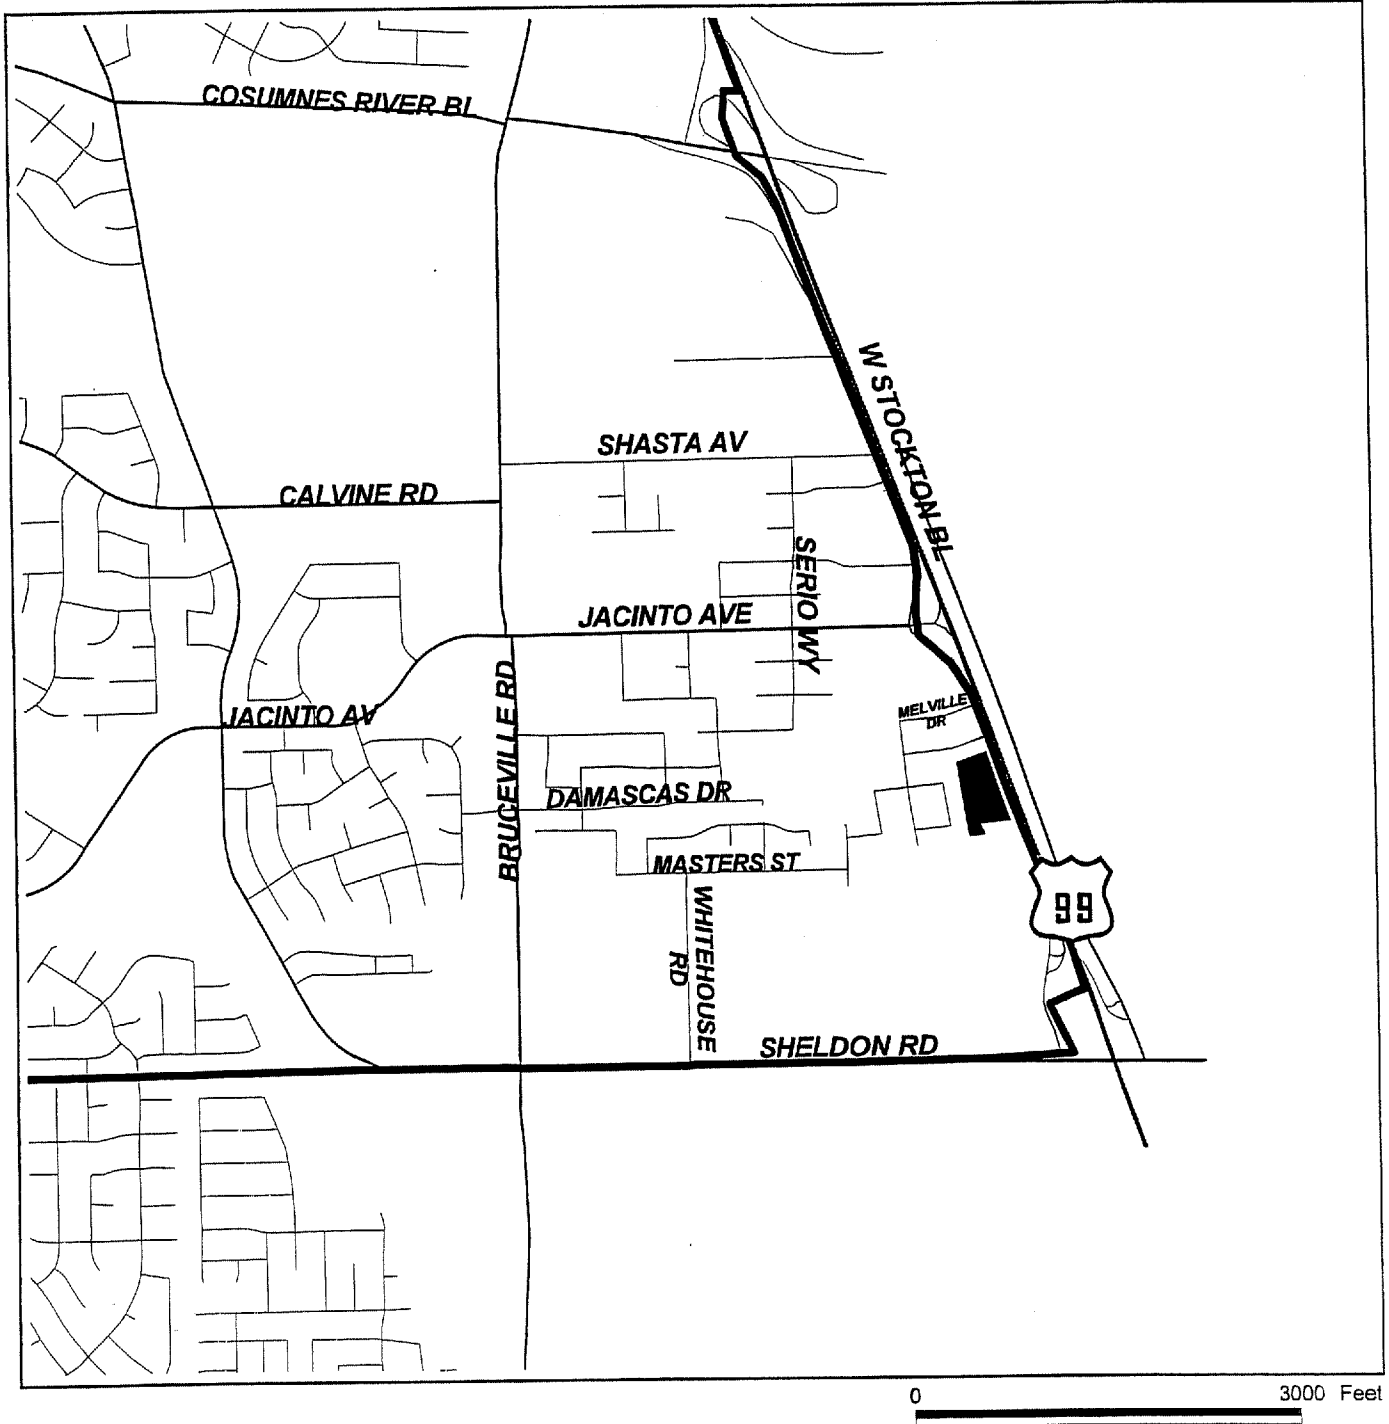 COSUMNES RIVER BL
W STOCKTON BL
SHASTA AV
CALVINE RD
SERIO WY
JACINTO AVE
BRUCEVILLE RD
JACINTO AV
MELVILLE
DR
DAMASCAS DR
MASTERS ST
99
WHITEHOUSE
RD
SHELDON RD
0
3000 Feet